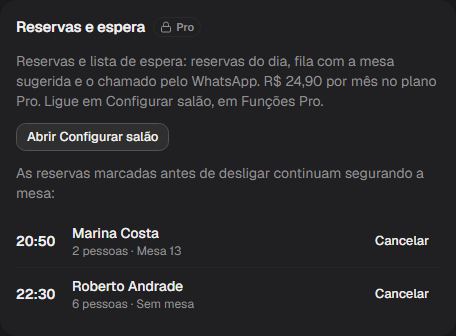 Reservas e espera Pro
Reservas e lista de espera: reservas do dia, fila com a mesa
sugerida e o chamado pelo WhatsApp. R$ 24,90 por mês no plano
Pro. Ligue em Configurar salão, em Funções Pro.
Abrir Configurar salão
As reservas marcadas antes de desligar continuam segurando a
mesa:
20:50 Marina Costa Cancelar
2 pessoas · Mesa 13
22:30 Roberto Andrade Cancelar
6 pessoas · Sem mesa